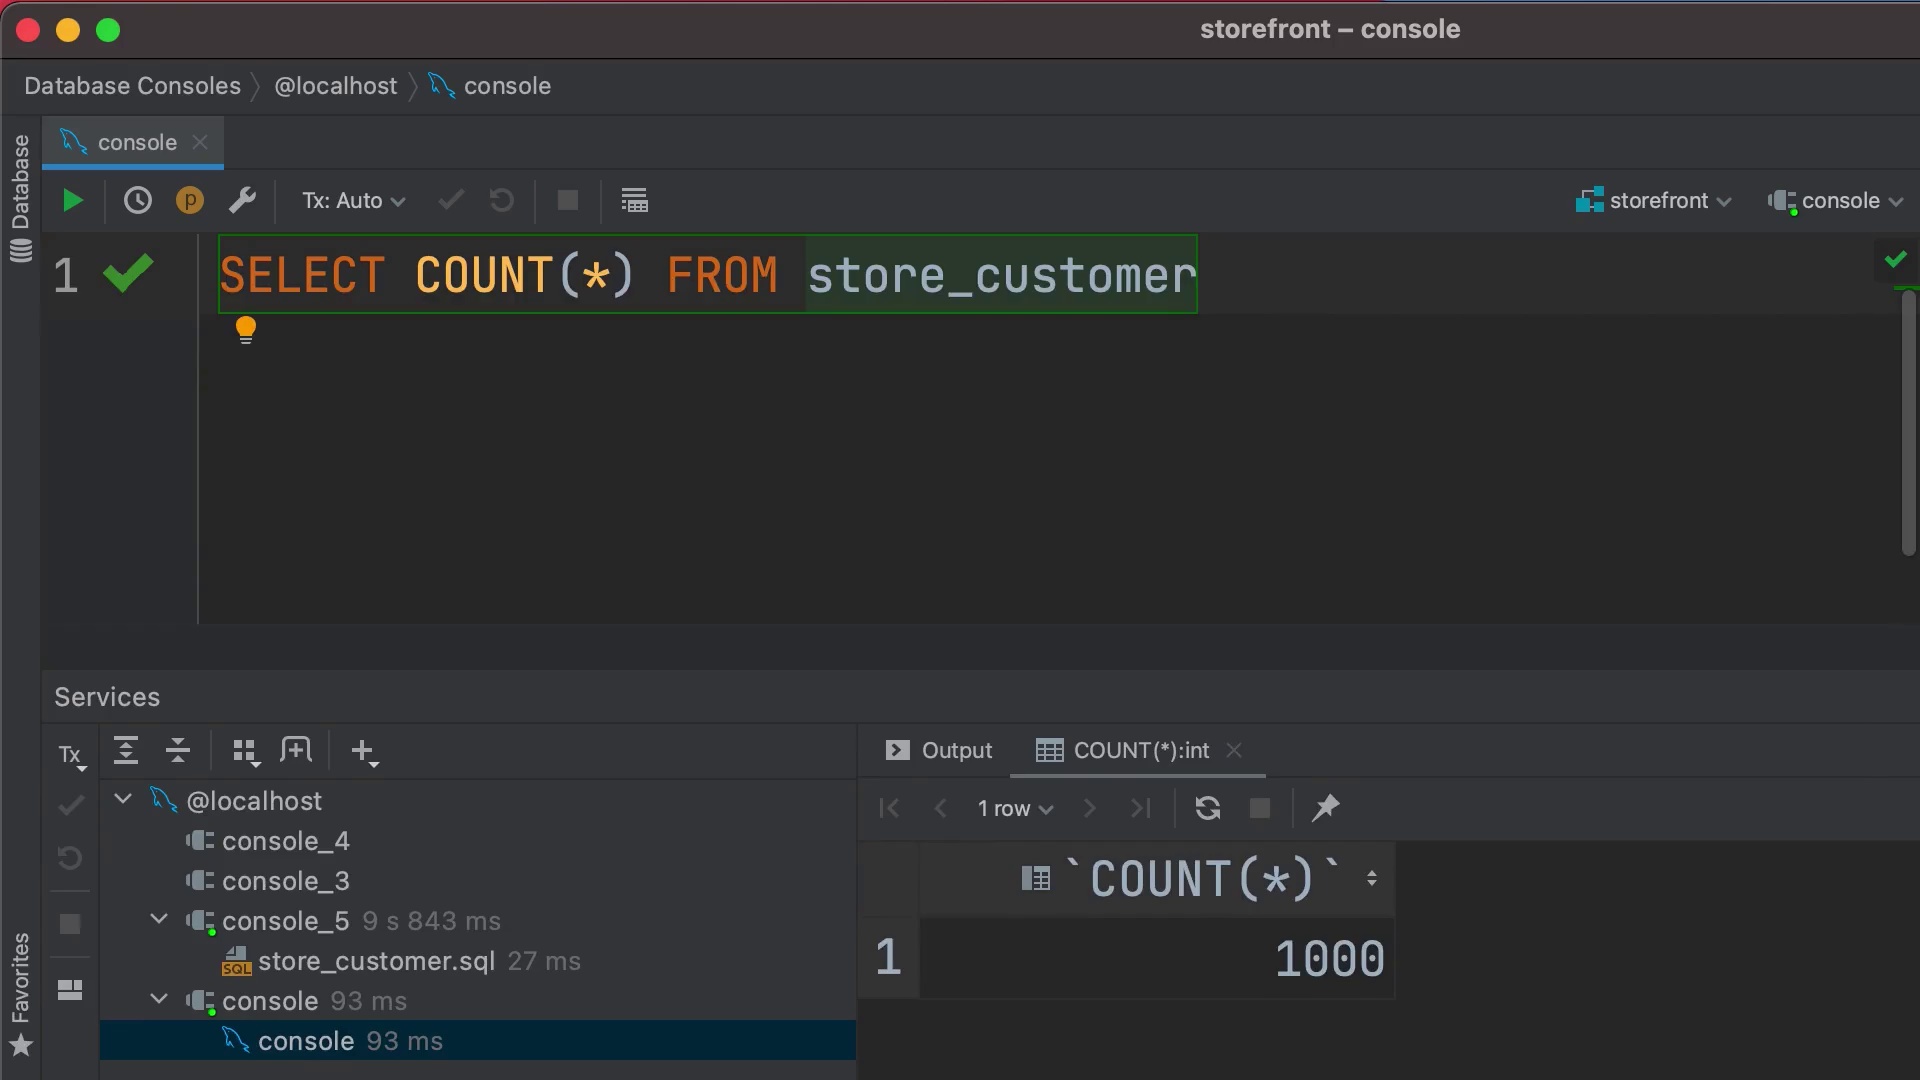 storefront – console
Database Consoles @localhost console
console
Database
Tx: Auto
storefront console
1 SELECT COUNT(*) FROM store_customer
Services
Tx
@localhost
console_4
console_3
console_5 9 s 843 ms
SQL store_customer.sql 27 ms
console 93 ms
console 93 ms
Favorites
Output COUNT(*):int
1 row
`COUNT(*)`
1 1000